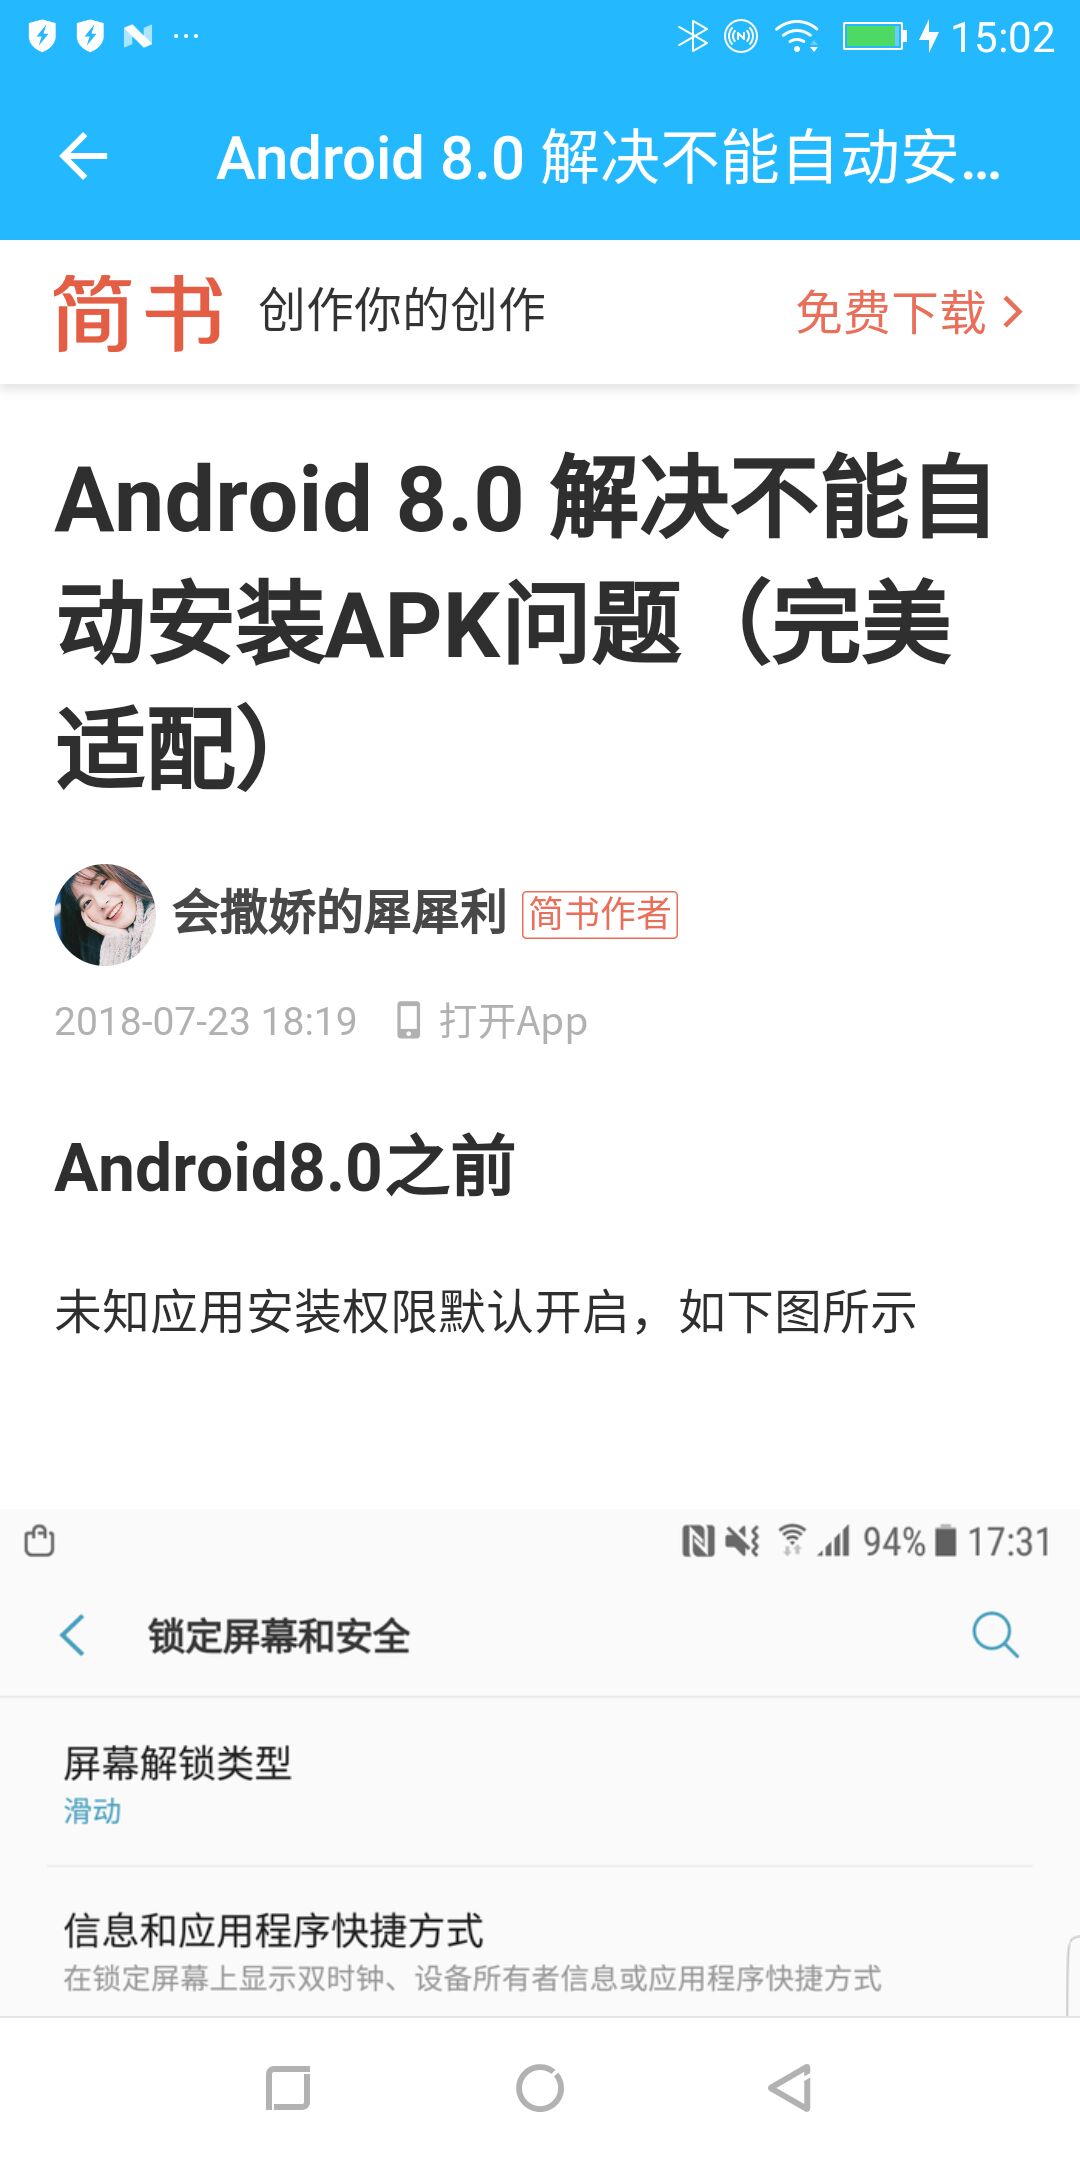 15:02
Android 8.0 解决不能自动安...
简书 创作你的创作 免费下载
Android 8.0 解决不能自
动安装APK问题（完美
适配）
会撒娇的犀犀利 简书作者
2018-07-23 18:19 打开App
Android8.0之前
未知应用安装权限默认开启，如下图所示
94% 17:31
锁定屏幕和安全
屏幕解锁类型
滑动
信息和应用程序快捷方式
在锁定屏幕上显示双时钟、设备所有者信息或应用程序快捷方式